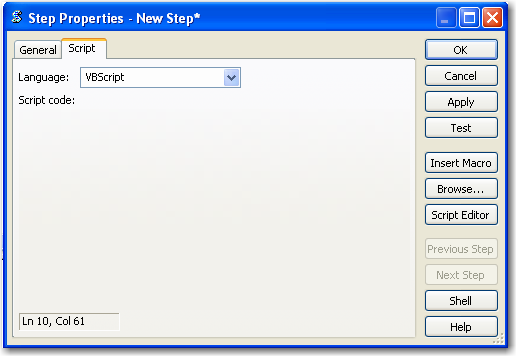 Step Properties - New Step*
General
Script
Language:
VBScript
Script code:
Ln 10, Col 61
OK
Cancel
Apply
Test
Insert Macro
Browse...
Script Editor
Previous Step
Next Step
Shell
Help